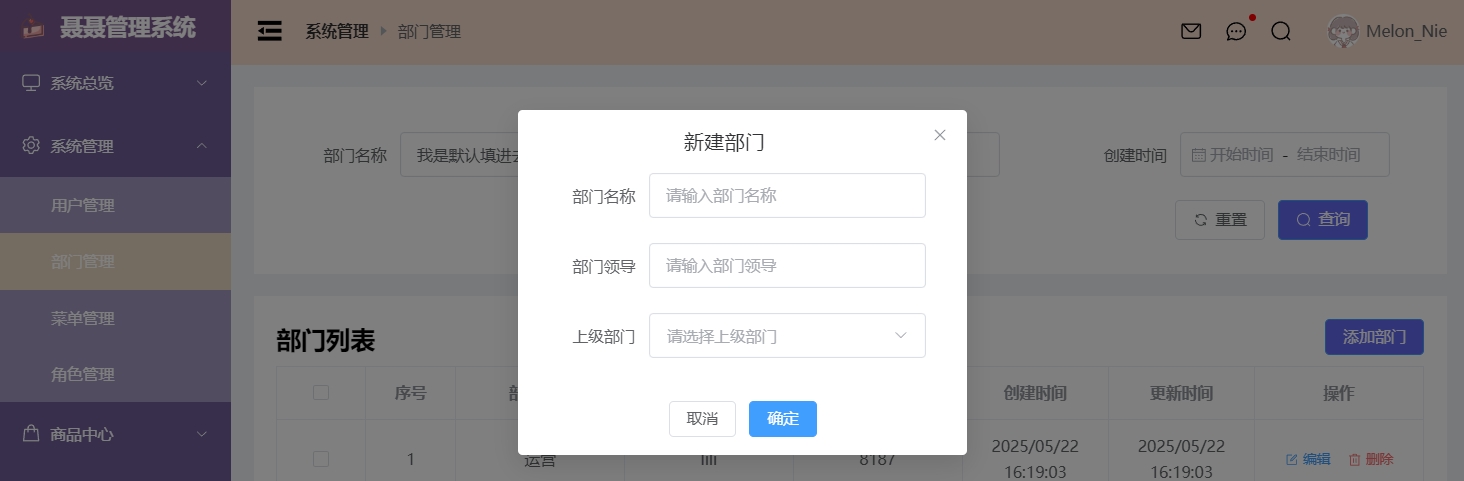 聂聂管理系统
系统管理
部门管理
Melon_Nie
系统总览
系统管理
用户管理
部门管理
菜单管理
角色管理
商品中心
部门名称
我是默认填进
创建时间
开始时间 - 结束时间
重置
查询
新建部门
部门名称
请输入部门名称
部门领导
请输入部门领导
上级部门
请选择上级部门
取消
确定
部门列表
添加部门
序号
创建时间
更新时间
操作
1
运营
8187
2025/05/22
16:19:03
2025/05/22
16:19:03
编辑
删除